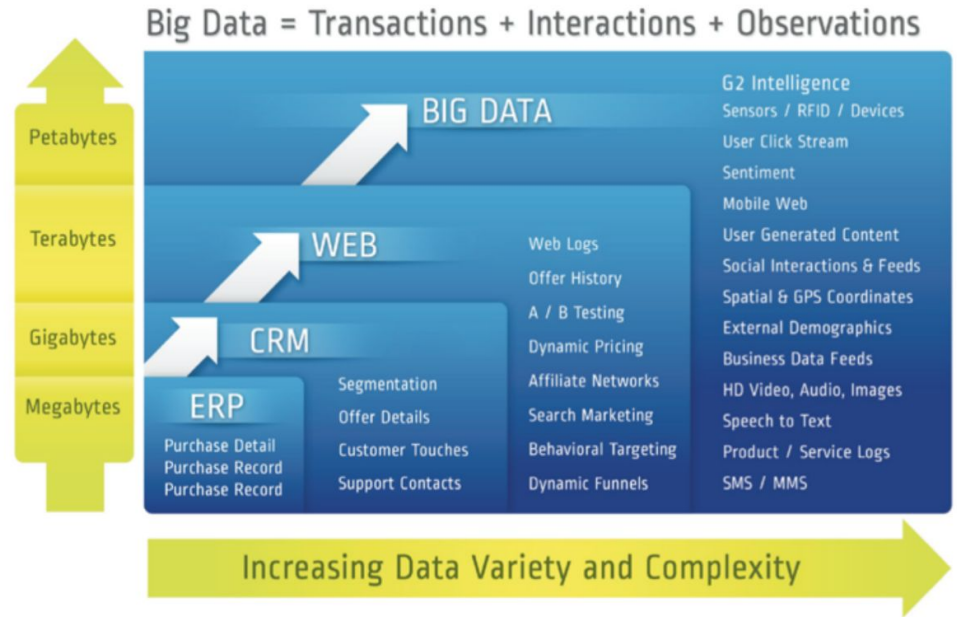 Big Data = Transactions + Interactions + Observations
Petabytes
Terabytes
Gigabytes
Megabytes
BIG DATA
WEB
CRM
ERP
Purchase Detail
Purchase Record
Purchase Record
Segmentation
Offer Details
Customer Touches
Support Contacts
Web Logs
Offer History
A / B Testing
Dynamic Pricing
Affiliate Networks
Search Marketing
Behavioral Targeting
Dynamic Funnels
G2 Intelligence
Sensors / RFID / Devices
User Click Stream
Sentiment
Mobile Web
User Generated Content
Social Interactions & Feeds
Spatial & GPS Coordinates
External Demographics
Business Data Feeds
HD Video, Audio, Images
Speech to Text
Product / Service Logs
SMS / MMS
Increasing Data Variety and Complexity